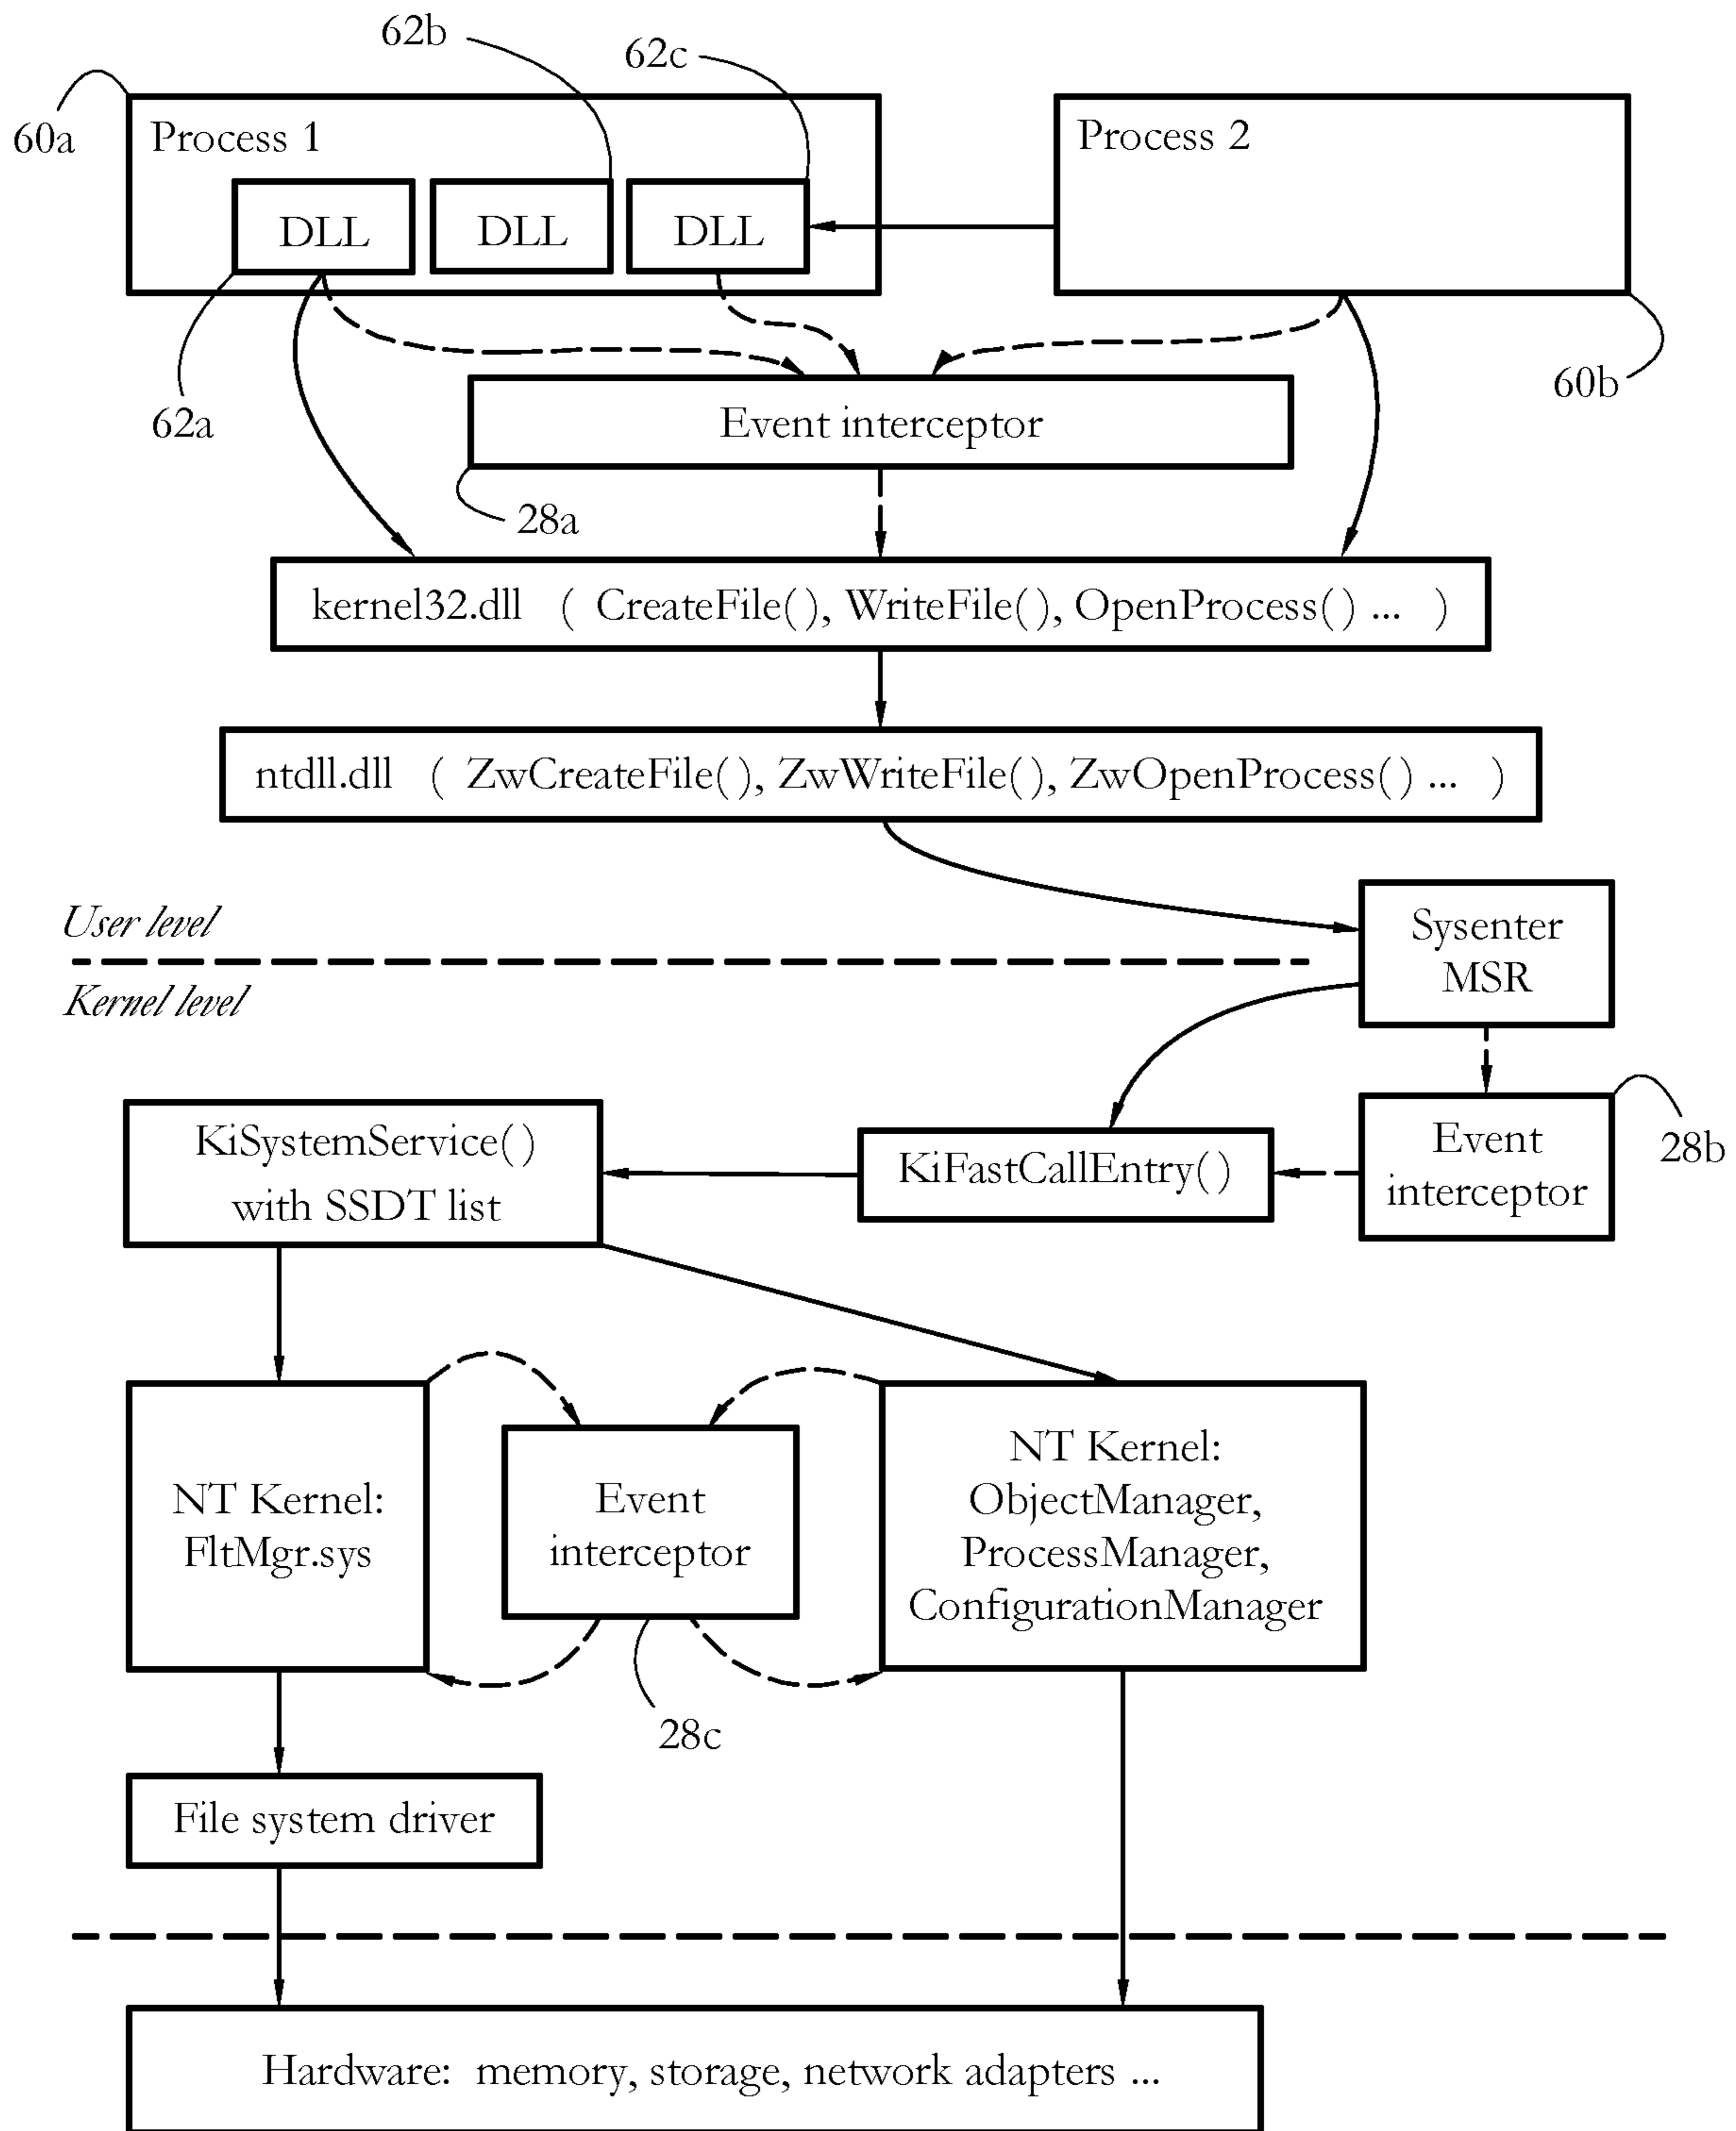 62b
62c
60a
Process 1
Process 2
DLL
DLL
DLL
62a
60b
Event interceptor
28a
kernel32.dll ( CreateFile(), WriteFile(), OpenProcess() ... )
ntdll.dll ( ZwCreateFile(), ZwWriteFile(), ZwOpenProcess() ... )
User level
Kernel level
Sysenter
MSR
KiSystemService()
with SSDT list
KiFastCallEntry()
Event
interceptor
28b
NT Kernel:
FltMgr.sys
Event
interceptor
NT Kernel:
ObjectManager,
ProcessManager,
ConfigurationManager
28c
File system driver
Hardware: memory, storage, network adapters ...